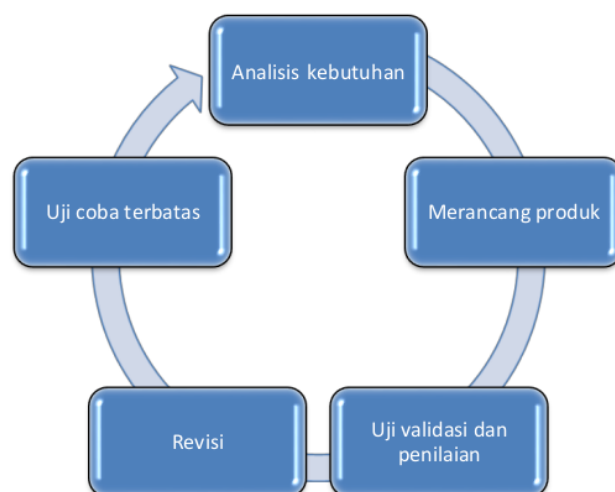 Analisis kebutuhan
Merancang produk
Uji validasi dan
penilaian
Revisi
Uji coba terbatas